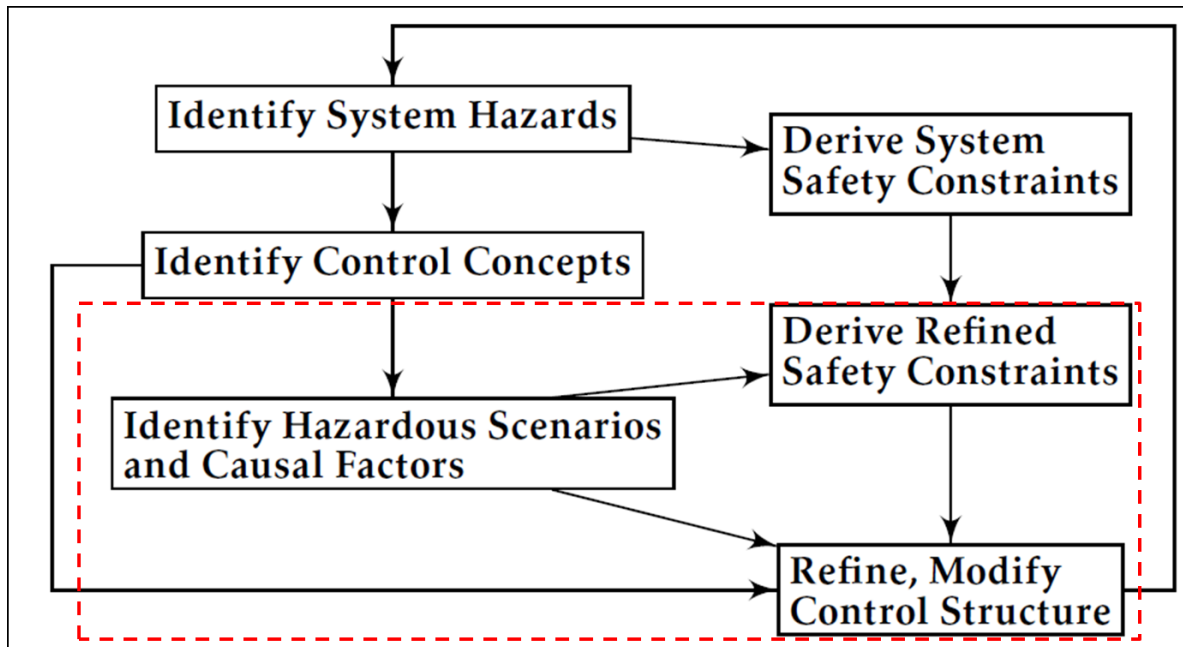 Identify System Hazards
Derive System
Safety Constraints
Identify Control Concepts
Derive Refined
Safety Constraints
Identify Hazardous Scenarios
and Causal Factors
Refine, Modify
Control Structure